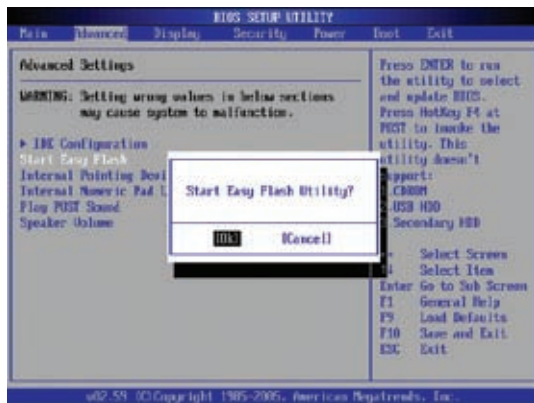 BIOS SETUP UTILITY
Main Advanced Display Security Power Boot Exit
Advanced Settings
WARNING: Setting wrong values in below sections
may cause system to malfunction.
▶ IDE Configuration
Start Easy Flash
Internal Pointing Devi
Internal Numeric Pad L
Play POST Sound
Speaker Volume
Start Easy Flash Utility?
[Ok] [Cancel]
Press ENTER to run
the utility to select
and update BIOS.
Press HotKey F4 at
POST to invoke the
utility. This
utility doesn't
support:
CDROM
USB HDD
Secondary HDD
Select Screen
Select Item
Enter Go to Sub Screen
F1 General Help
F9 Load Defaults
F10 Save and Exit
ESC Exit
v02.59 (C)Copyright 1985-2005, American Megatrends, Inc.